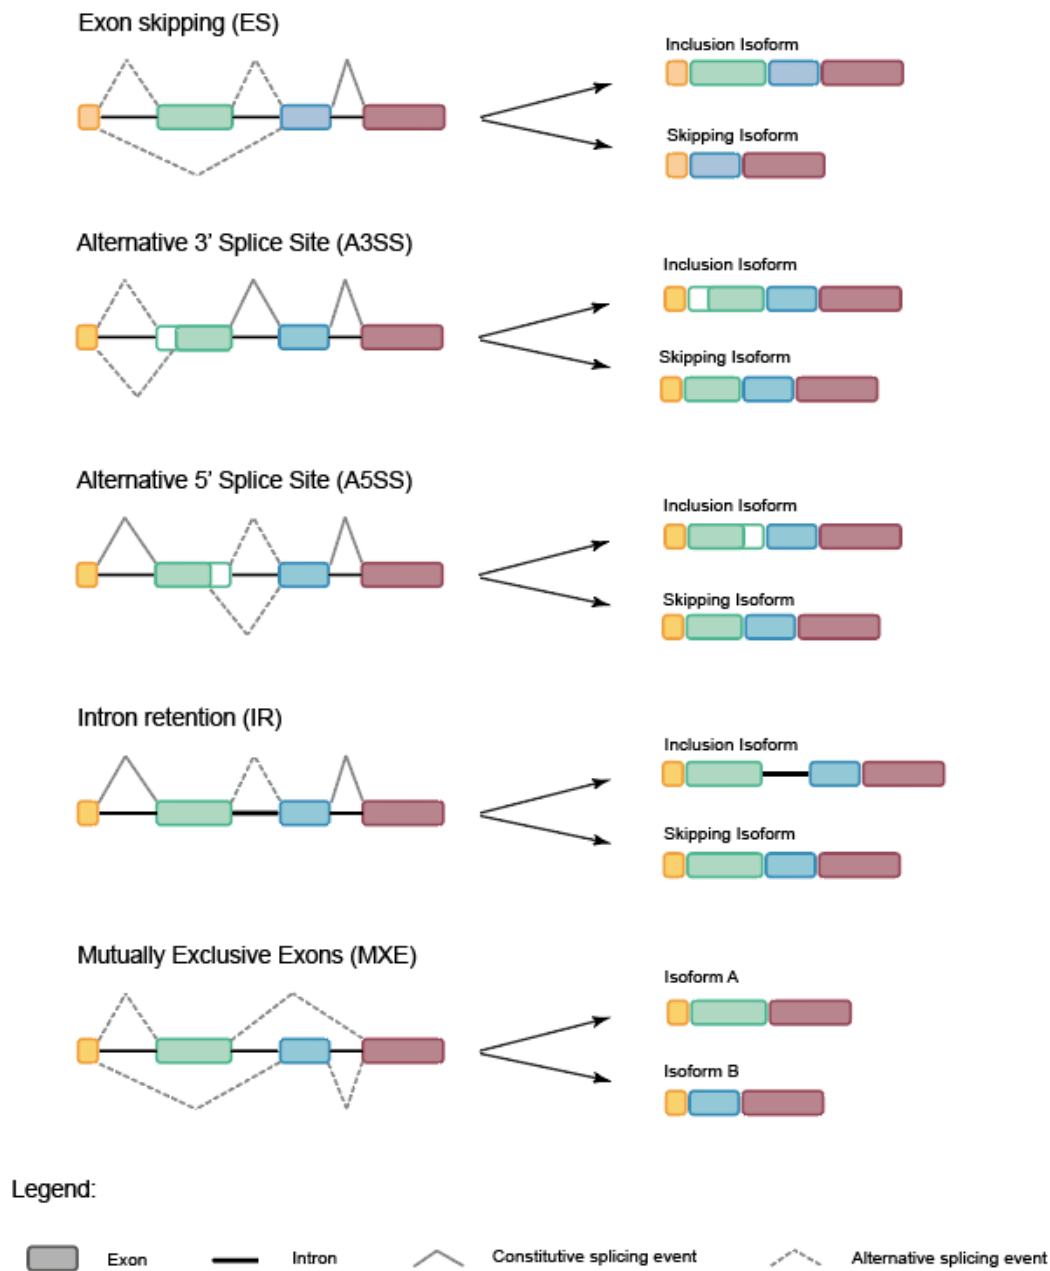 Exon skipping (ES)
Inclusion Isoform
Skipping Isoform
Alternative 3' Splice Site (A3SS)
Inclusion Isoform
Skipping Isoform
Alternative 5' Splice Site (A5SS)
Inclusion Isoform
Skipping Isoform
Intron retention (IR)
Inclusion Isoform
Skipping Isoform
Mutually Exclusive Exons (MXE)
Isoform A
Isoform B
Legend:
Exon
Intron
Constitutive splicing event
Alternative splicing event